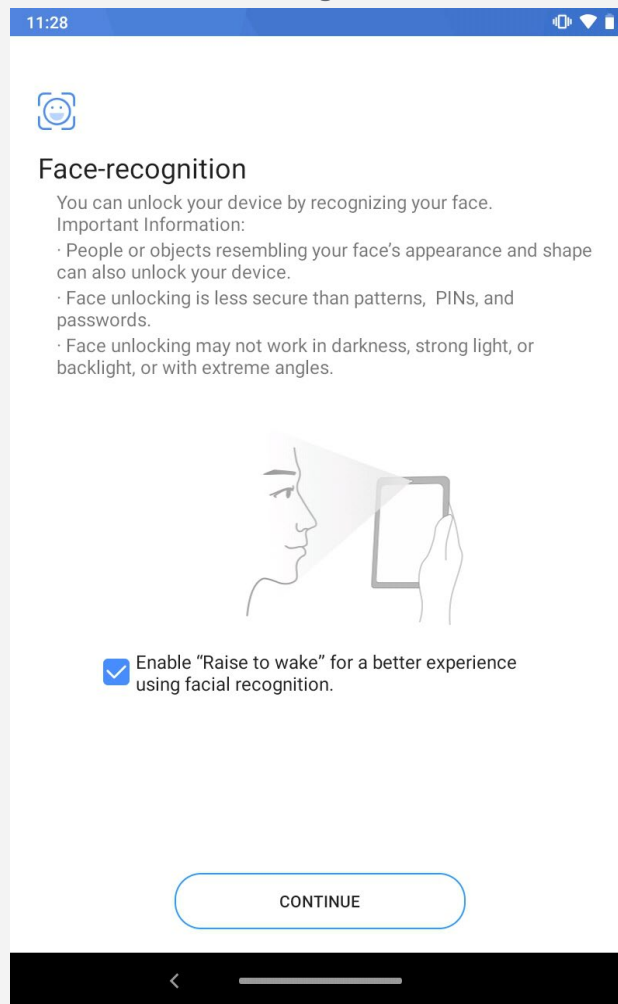 11:28
Face-recognition
You can unlock your device by recognizing your face.
Important Information:
· People or objects resembling your face's appearance and shape
can also unlock your device.
· Face unlocking is less secure than patterns,  PINs, and
passwords.
· Face unlocking may not work in darkness, strong light, or
backlight, or with extreme angles.
Enable “Raise to wake” for a better experience
using facial recognition.
CONTINUE